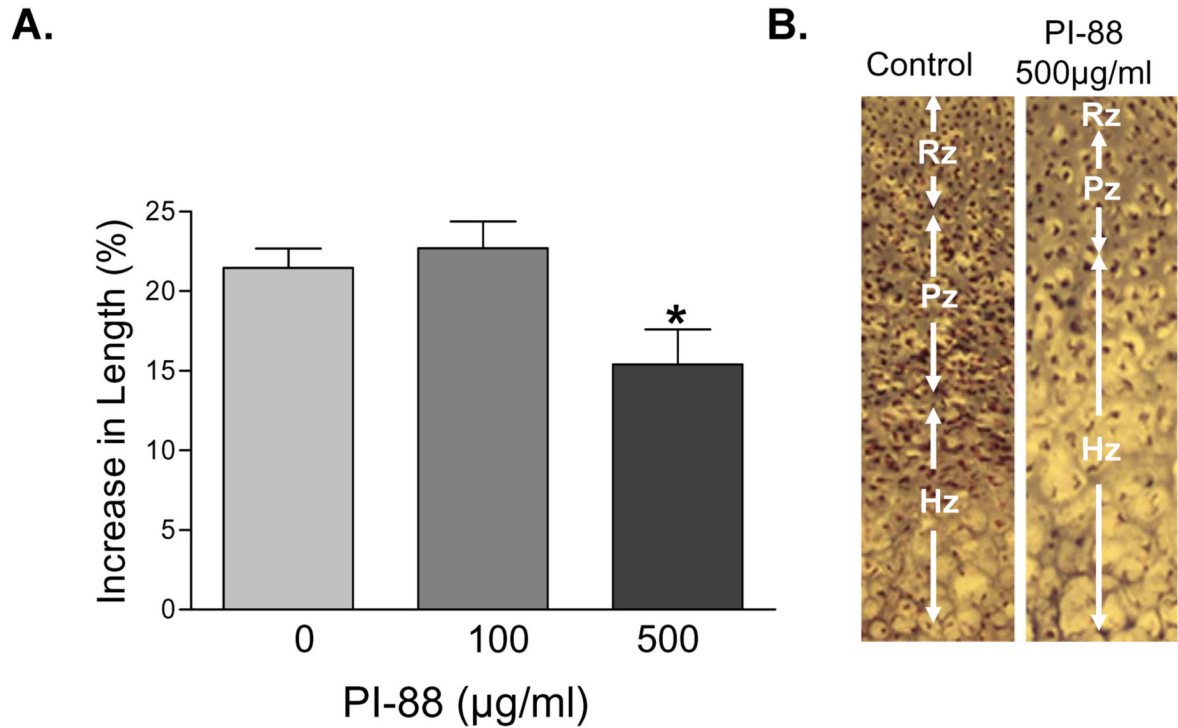 A.
Increase in Length (%)
25
20
15
10
5
0
*
0 100 500
PI-88 (µg/ml)
B.
Control
PI-88
500µg/ml
Rz
Pz
Hz
Rz
Pz
Hz